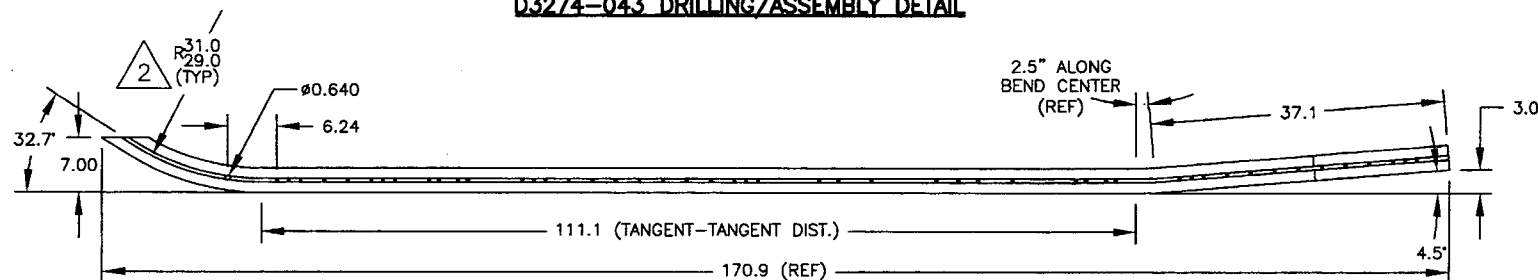 D3274-043 DRILLING/ASSEMBLY DETAIL
2
R31.0
29.0
(TYP)
Ø0.640
6.24
32.7°
7.00
2.5" ALONG
BEND CENTER
(REF)
37.1
3.0
111.1 (TANGENT-TANGENT DIST.)
4.5°
170.9 (REF)